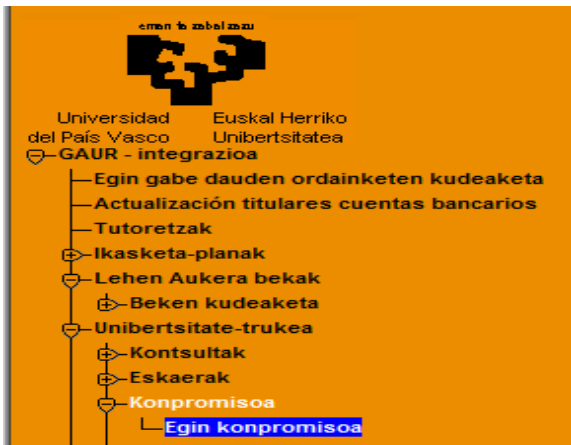 eman ta zabal zazu
Universidad Euskal Herriko
del País Vasco Unibertsitatea
GAUR - integrazioa
Egin gabe dauden ordainketen kudeaketa
Actualización titulares cuentas bancarios
Tutoretzak
Ikasketa-planak
Lehen Aukera bekak
Beken kudeaketa
Unibertsitate-trukea
Kontsultak
Eskaerak
Konpromisoa
Egin konpromisoa